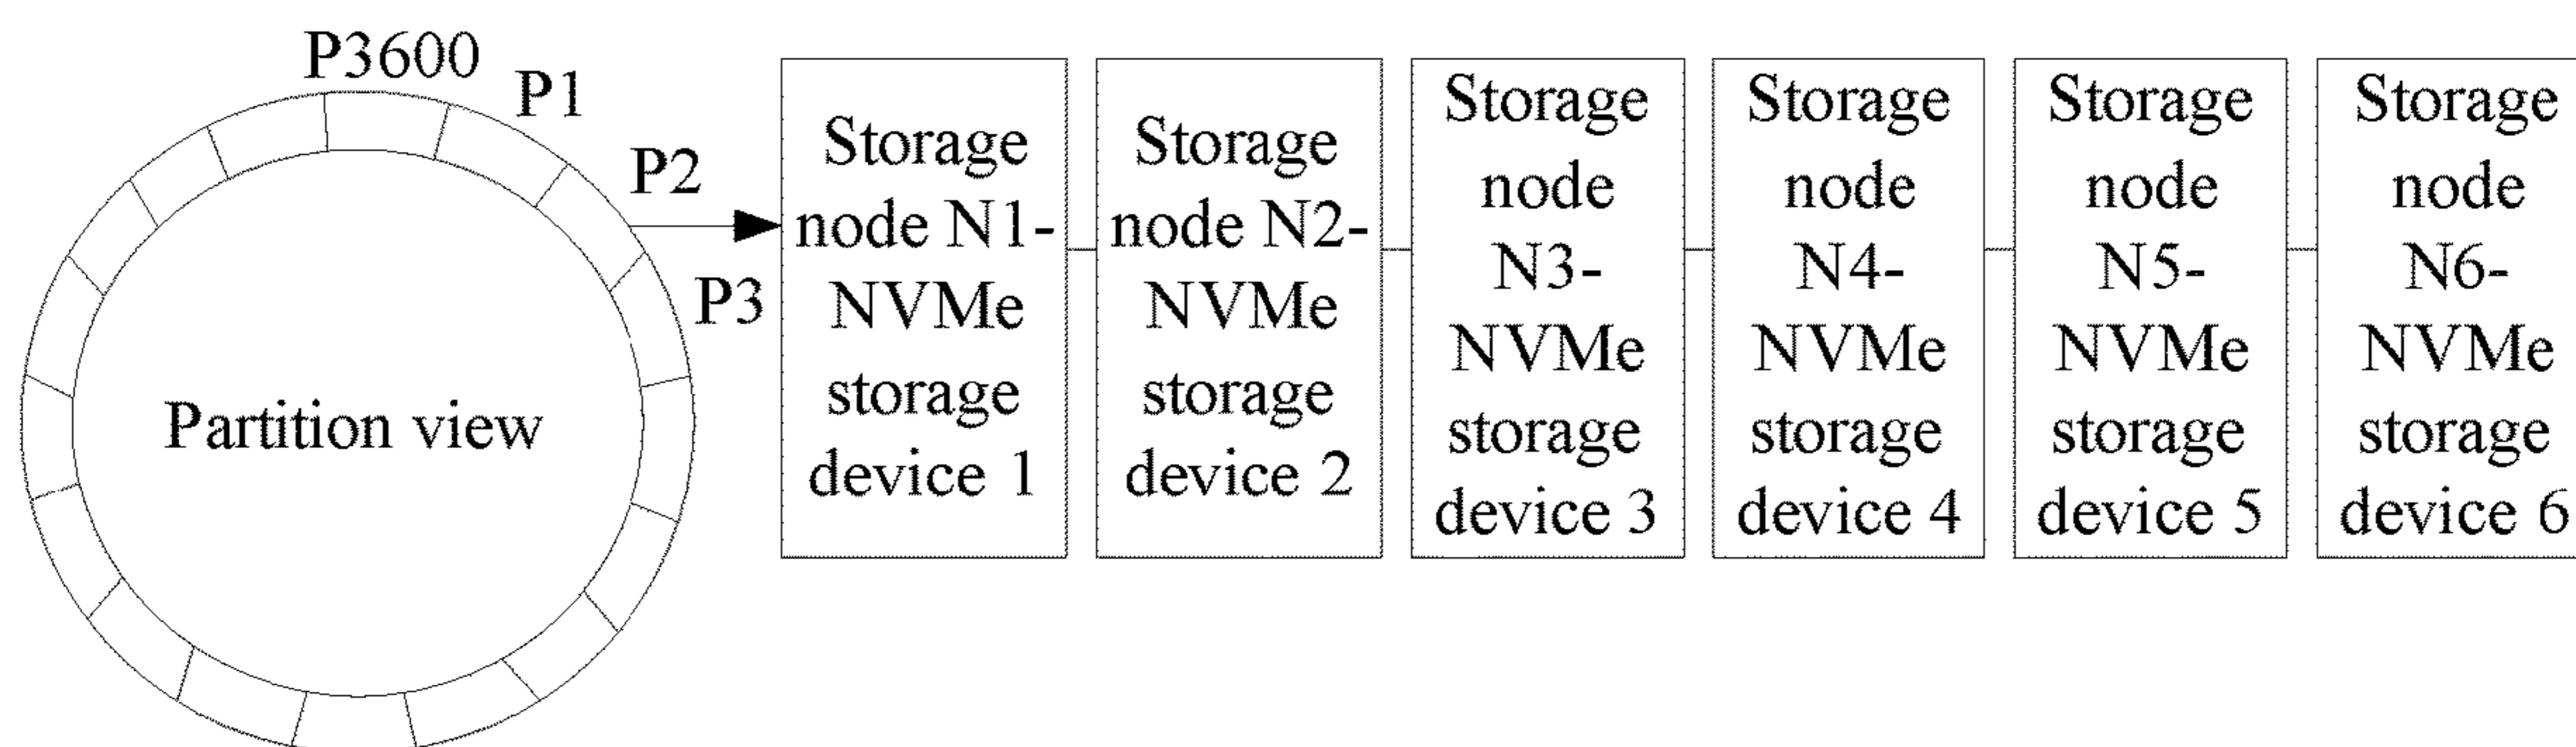 P3600
P1
P2
P3
Partition view
Storage
node N1-
NVMe
storage
device 1
Storage
node N2-
NVMe
storage
device 2
Storage
node
N3-
NVMe
storage
device 3
Storage
node
N4-
NVMe
storage
device 4
Storage
node
N5-
NVMe
storage
device 5
Storage
node
N6-
NVMe
storage
device 6